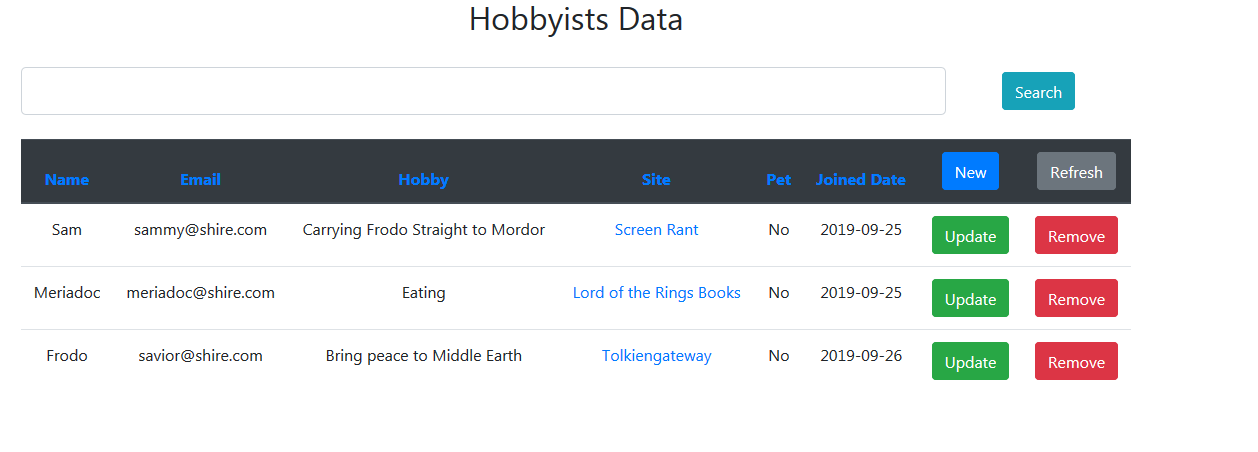 Hobbyists Data
Search
Name Email Hobby Site Pet Joined Date New Refresh
Sam sammy@shire.com Carrying Frodo Straight to Mordor Screen Rant No 2019-09-25 Update Remove
Meriadoc meriadoc@shire.com Eating Lord of the Rings Books No 2019-09-25 Update Remove
Frodo savior@shire.com Bring peace to Middle Earth Tolkiengateway No 2019-09-26 Update Remove